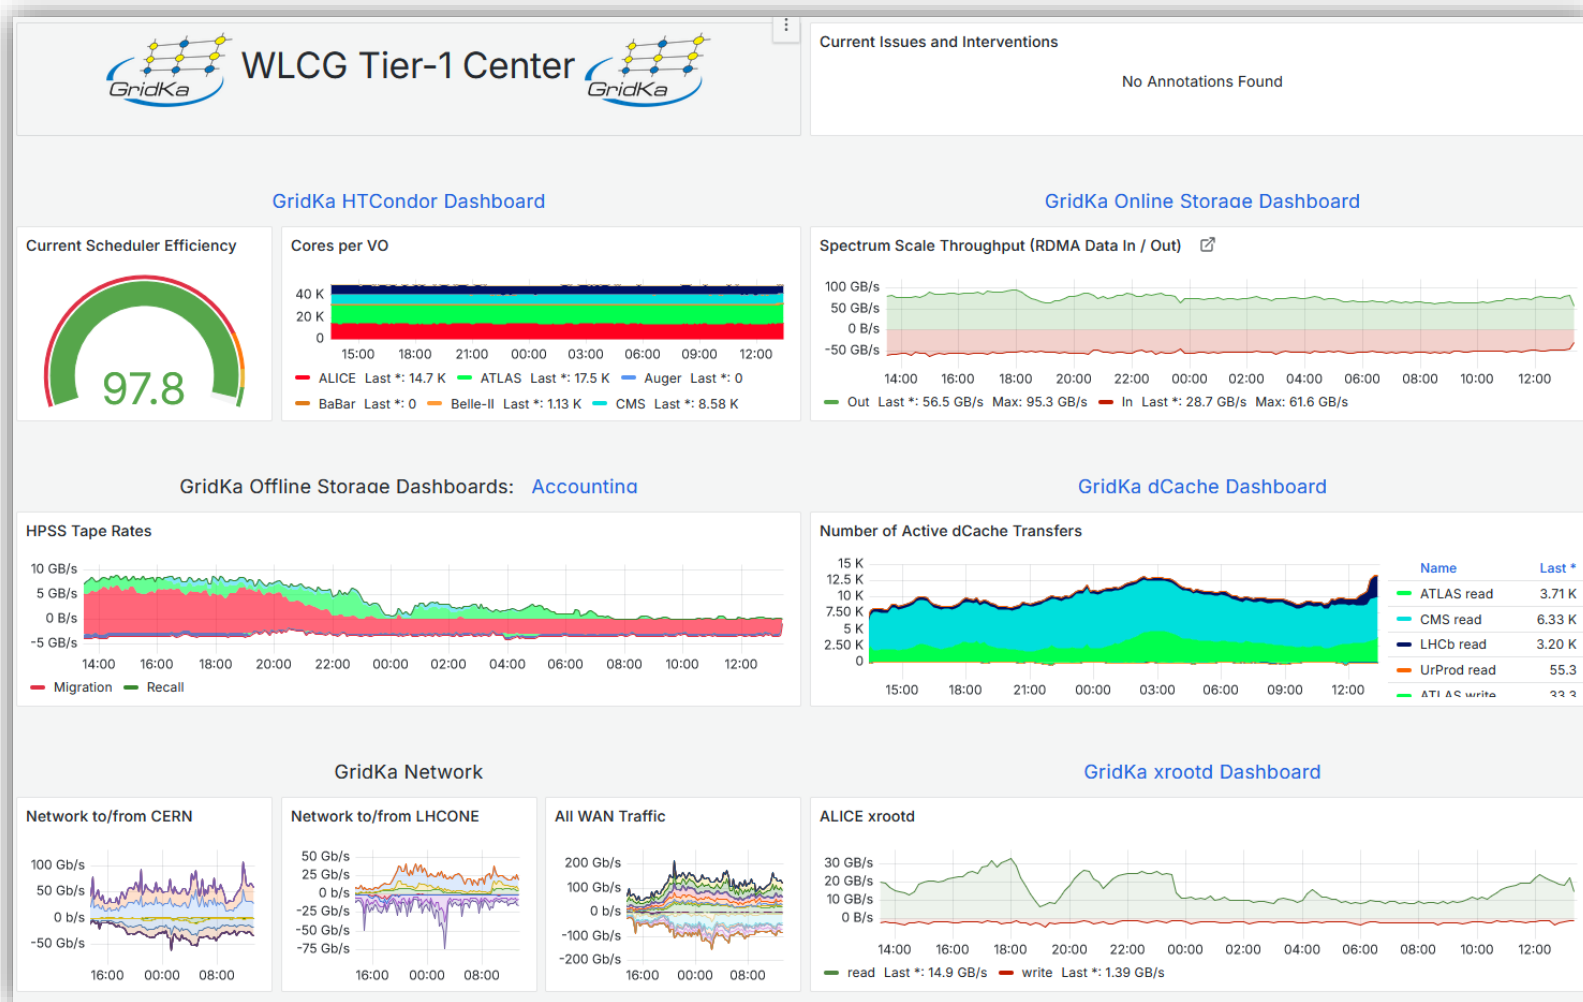 GridKa WLCG Tier-1 Center GridKa
Current Issues and Interventions
No Annotations Found
GridKa HTCondor Dashboard
GridKa Online Storage Dashboard
Current Scheduler Efficiency
97.8
Cores per VO
40 K
20 K
0
15:00 18:00 21:00 00:00 03:00 06:00 09:00 12:00
ALICE Last *: 14.7 K ATLAS Last *: 17.5 K Auger Last *: 0
BaBar Last *: 0 Belle-II Last *: 1.13 K CMS Last *: 8.58 K
Spectrum Scale Throughput (RDMA Data In / Out)
100 GB/s
50 GB/s
0 B/s
-50 GB/s
14:00 16:00 18:00 20:00 22:00 00:00 02:00 04:00 06:00 08:00 10:00 12:00
Out Last *: 56.5 GB/s Max: 95.3 GB/s In Last *: 28.7 GB/s Max: 61.6 GB/s
GridKa Offline Storage Dashboards: Accounting
GridKa dCache Dashboard
HPSS Tape Rates
10 GB/s
5 GB/s
0 B/s
-5 GB/s
14:00 16:00 18:00 20:00 22:00 00:00 02:00 04:00 06:00 08:00 10:00 12:00
Migration Recall
Number of Active dCache Transfers
15 K
12.5 K
10 K
7.50 K
5 K
2.50 K
0
15:00 18:00 21:00 00:00 03:00 06:00 09:00 12:00
Name Last *
ATLAS read 3.71 K
CMS read 6.33 K
LHCb read 3.20 K
UrProd read 55.3
ATLAS write 33.3
GridKa Network
GridKa xrootd Dashboard
Network to/from CERN
100 Gb/s
50 Gb/s
0 b/s
-50 Gb/s
16:00 00:00 08:00
Network to/from LHCONE
50 Gb/s
25 Gb/s
0 b/s
-25 Gb/s
-50 Gb/s
-75 Gb/s
16:00 00:00 08:00
All WAN Traffic
200 Gb/s
100 Gb/s
0 b/s
-100 Gb/s
-200 Gb/s
16:00 00:00 08:00
ALICE xrootd
30 GB/s
20 GB/s
10 GB/s
0 B/s
14:00 16:00 18:00 20:00 22:00 00:00 02:00 04:00 06:00 08:00 10:00 12:00
read Last *: 14.9 GB/s write Last *: 1.39 GB/s